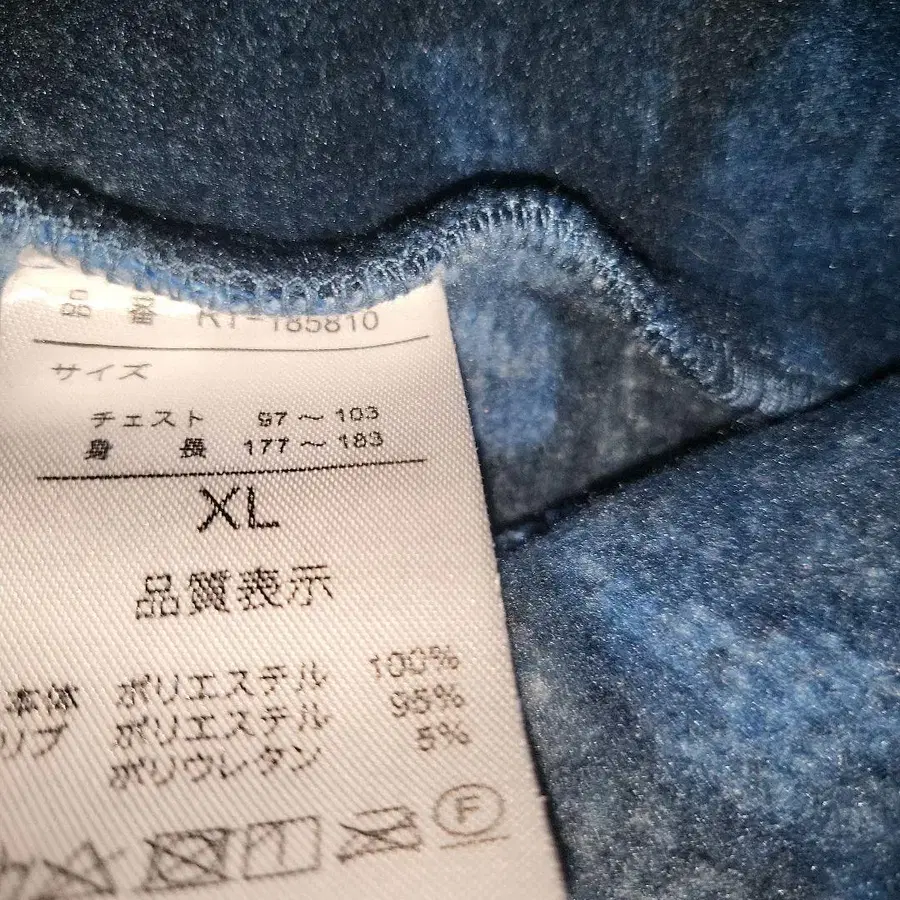 品 番 RT-185810
サイズ
チェスト 97～103
身 長 177～183
XL
品質表示
本体 ポリエステル 100%
リブ ポリエステル 95%
ポリウレタン 5%
F